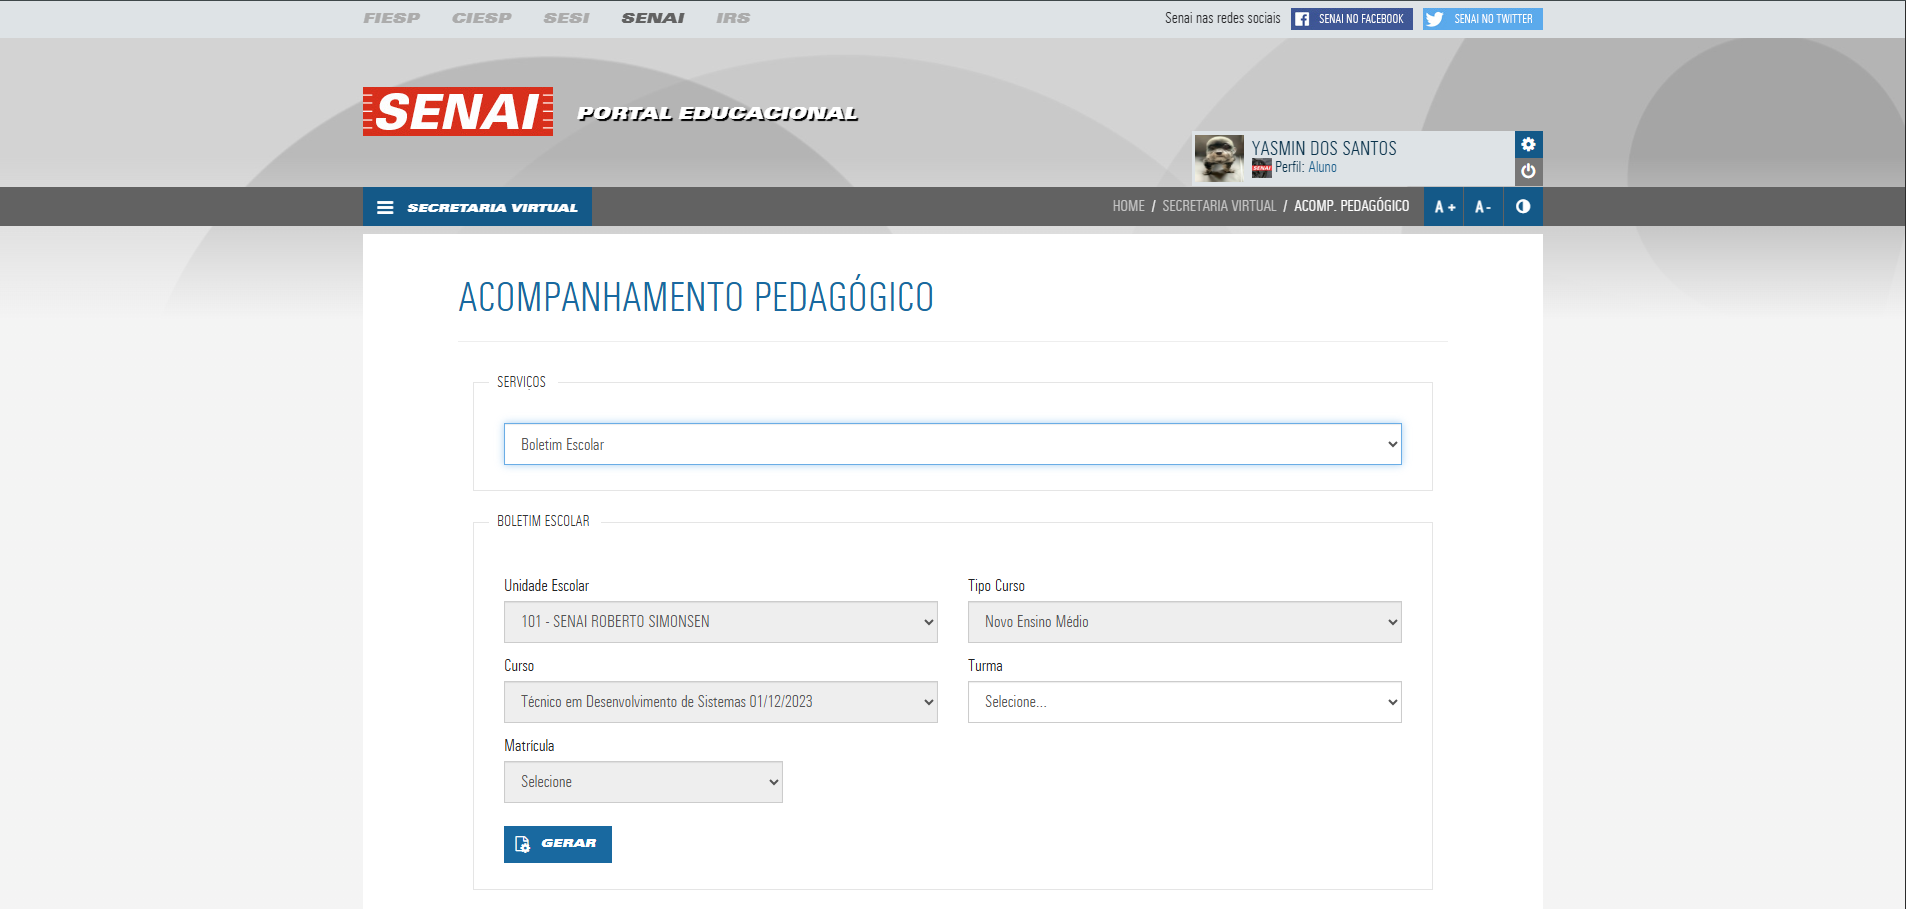 FIESP CIESP SESI SENAI IRS
Senai nas redes sociais SENAI NO FACEBOOK SENAI NO TWITTER
SENAI PORTAL EDUCACIONAL
YASMIN DOS SANTOS
SENAI Perfil: Aluno
SECRETARIA VIRTUAL
HOME / SECRETARIA VIRTUAL / ACOMP. PEDAGÓGICO A + A -
ACOMPANHAMENTO PEDAGÓGICO
SERVIÇOS
Boletim Escolar
BOLETIM ESCOLAR
Unidade Escolar Tipo Curso
101 - SENAI ROBERTO SIMONSEN Novo Ensino Médio
Curso Turma
Técnico em Desenvolvimento de Sistemas 01/12/2023 Selecione...
Matrícula
Selecione
GERAR